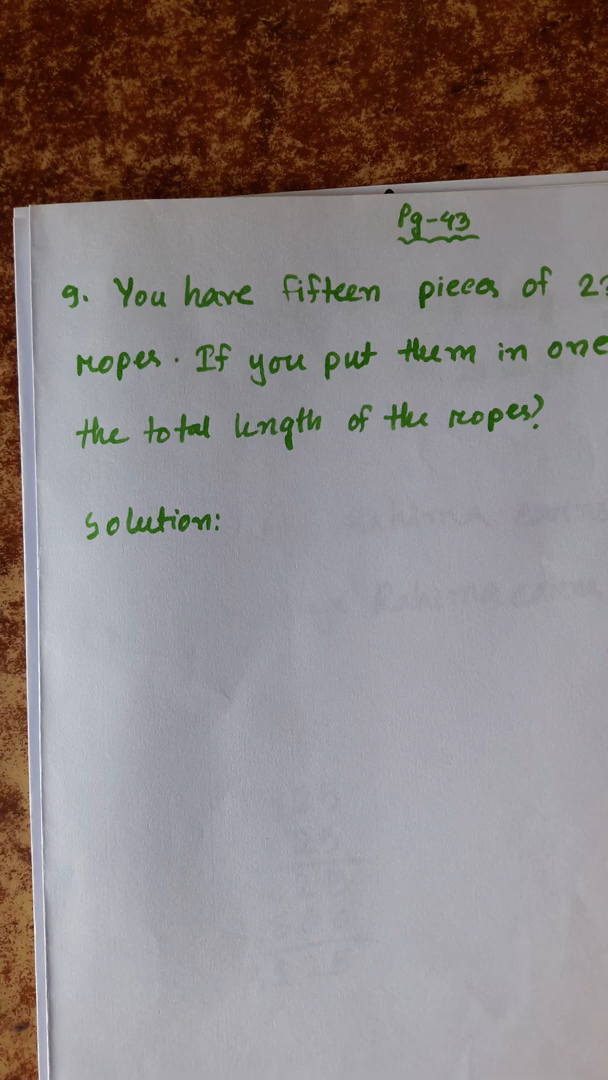 Pg-43
9. You have fifteen pieces of
ropes. If you put them in one
the total length of the ropes?
Solution: